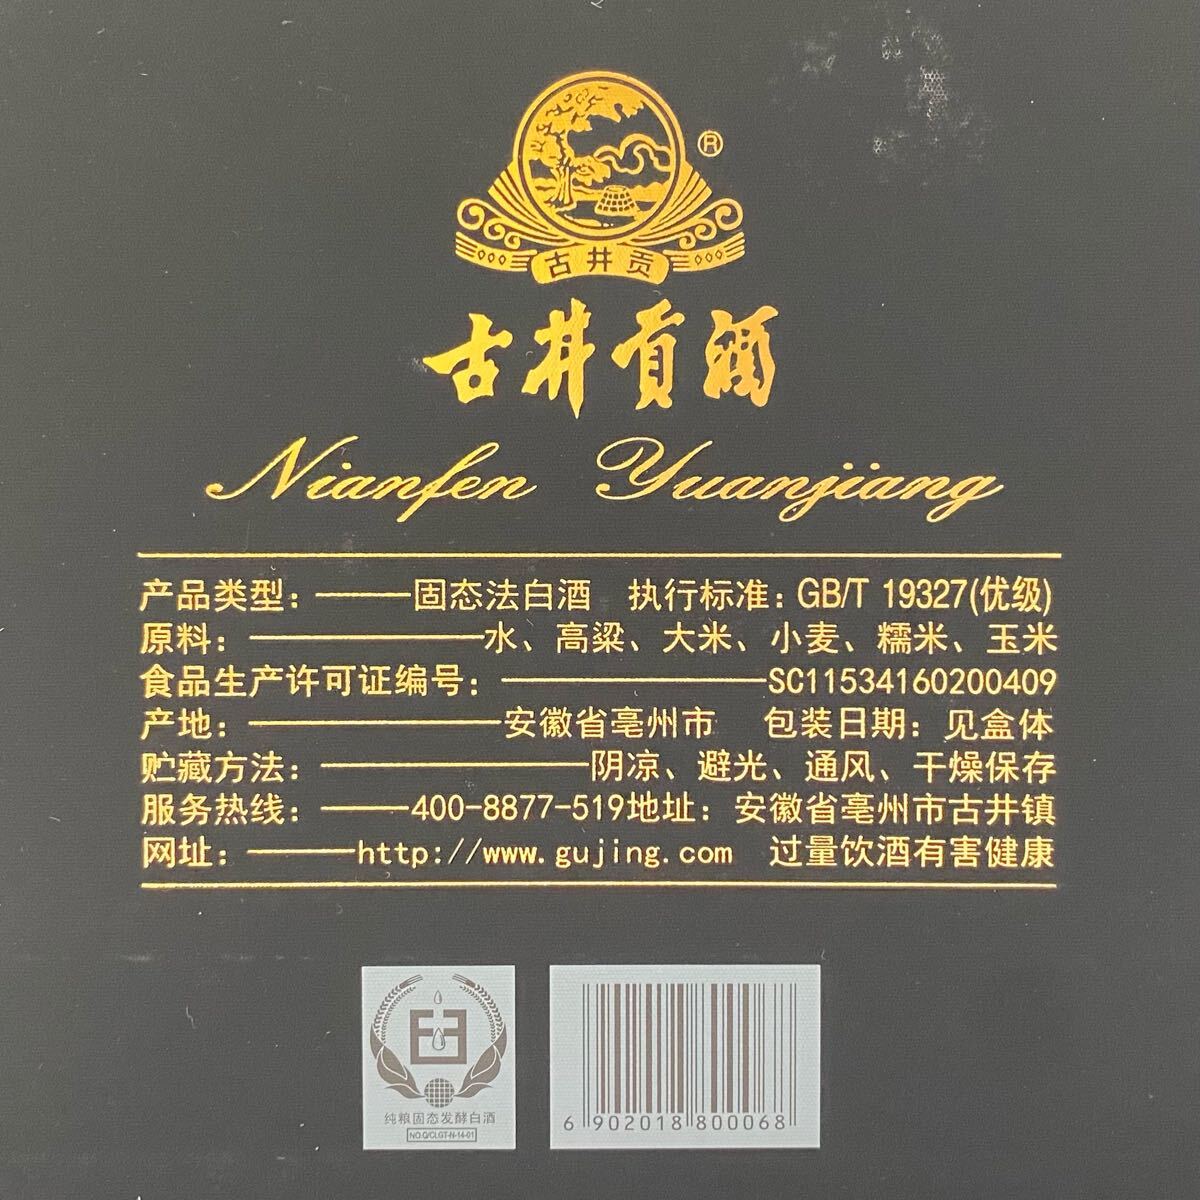 ®
古井贡
古井贡酒
Nianfen Yuanjiang
产品类型：———固态法白酒 执行标准：GB/T 19327(优级)
原料：———水、高粱、大米、小麦、糯米、玉米
食品生产许可证编号：———SC11534160200409
产地：———安徽省亳州市 包装日期：见盒体
贮藏方法：———阴凉、避光、通风、干燥保存
服务热线：———400-8877-519地址：安徽省亳州市古井镇
网址：———http://www.gujing.com 过量饮酒有害健康
纯粮固态发酵白酒
NO.Q/CLGT-N-14-01
6 902018 800068